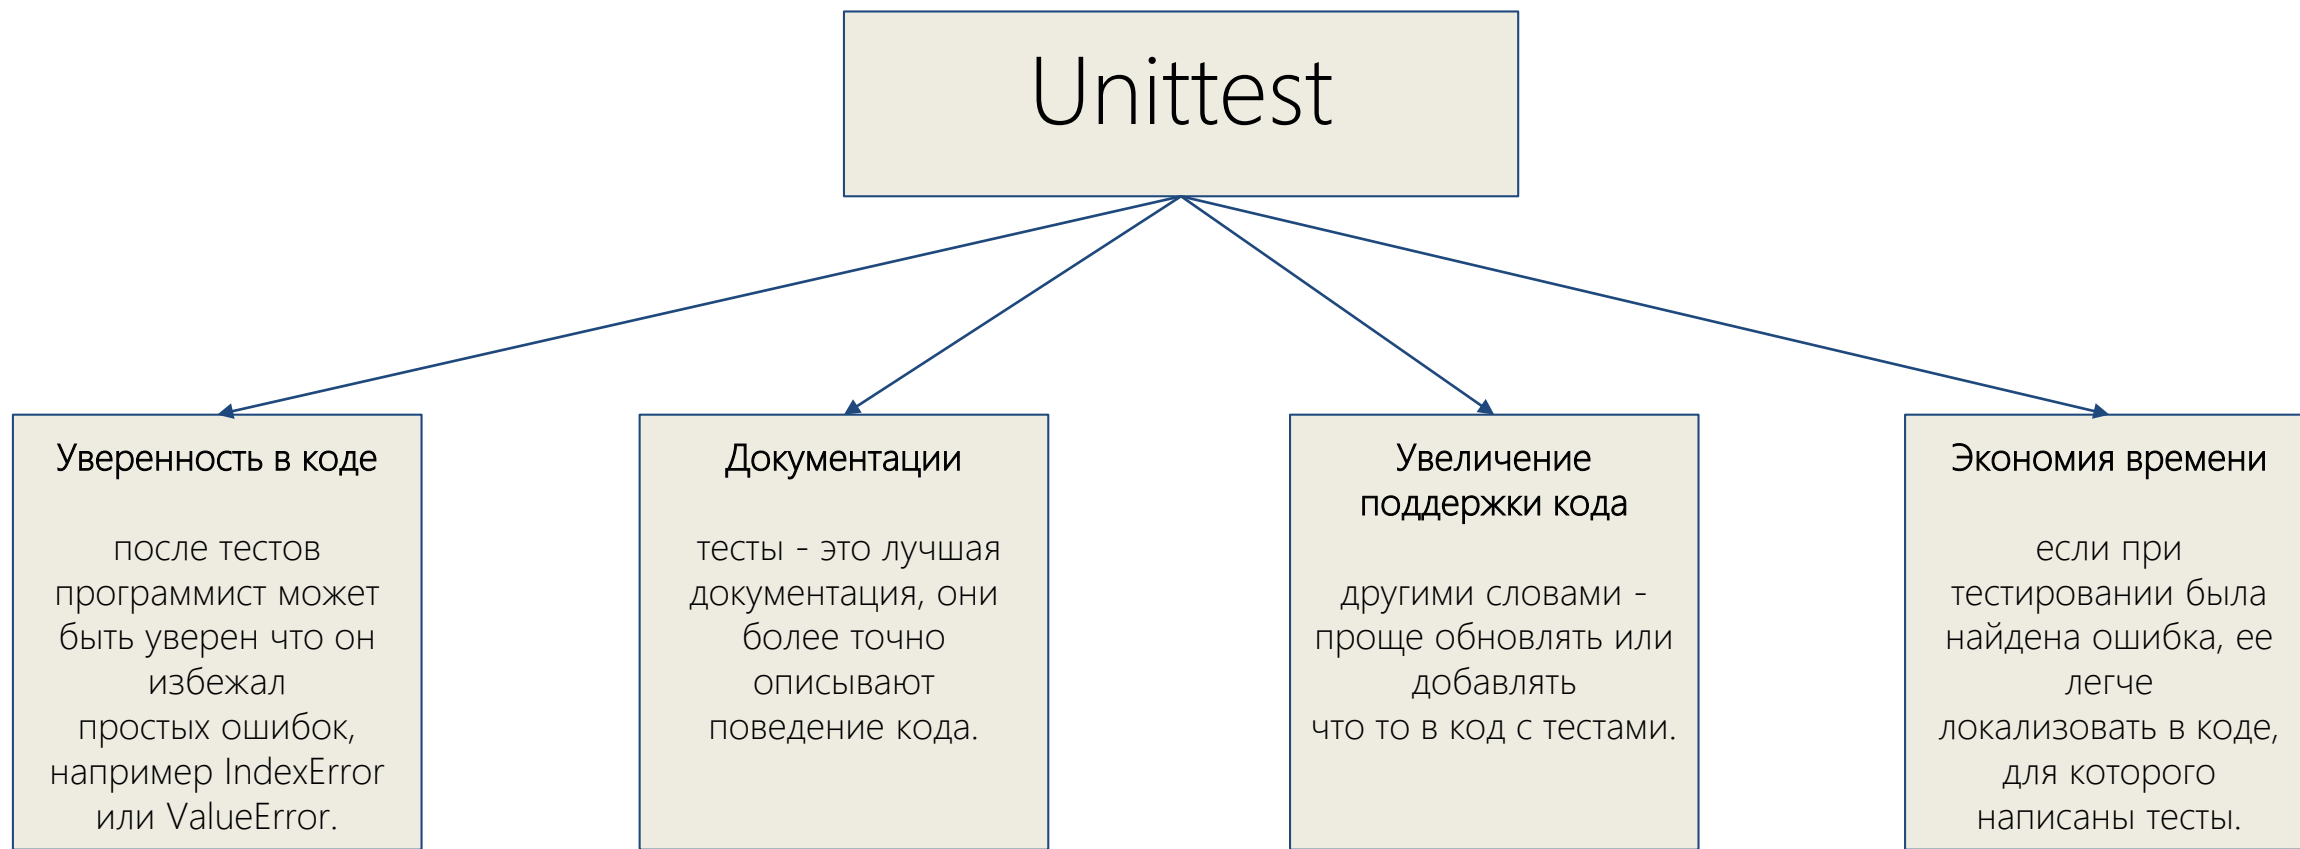 Unittest
Уверенность в коде
после тестов
программист может
быть уверен что он
избежал
простых ошибок,
например IndexError
или ValueError.
Документации
тесты - это лучшая
документация, они
более точно
описывают
поведение кода.
Увеличение
поддержки кода
другими словами -
проще обновлять или
добавлять
что то в код с тестами.
Экономия времени
если при
тестировании была
найдена ошибка, ее
легче
локализовать в коде,
для которого
написаны тесты.